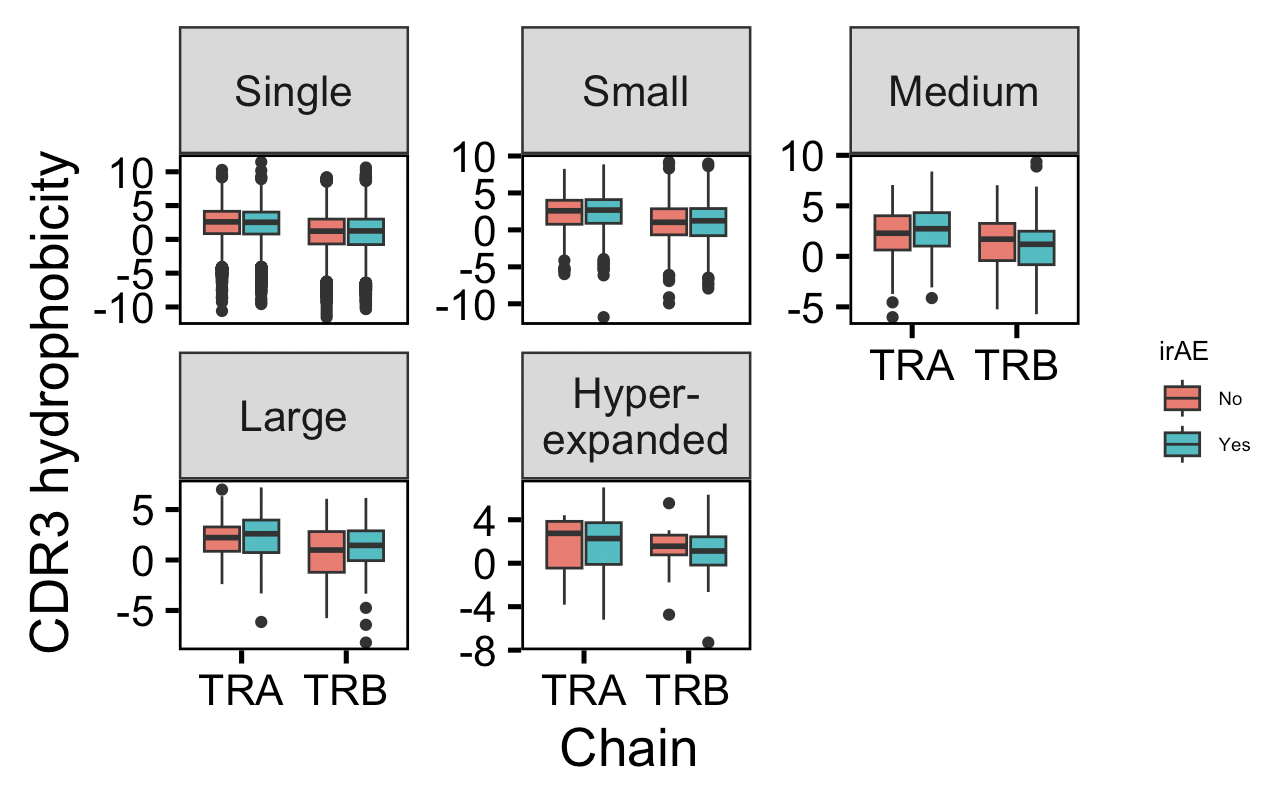 Single
Small
Medium
CDR3 hydrophobicity
10
5
0
-5
-10
10
5
0
-5
-10
10
5
0
-5
TRA TRB
irAE
No
Yes
Large
Hyper-
expanded
5
0
-5
4
0
-4
-8
TRA TRB
TRA TRB
Chain